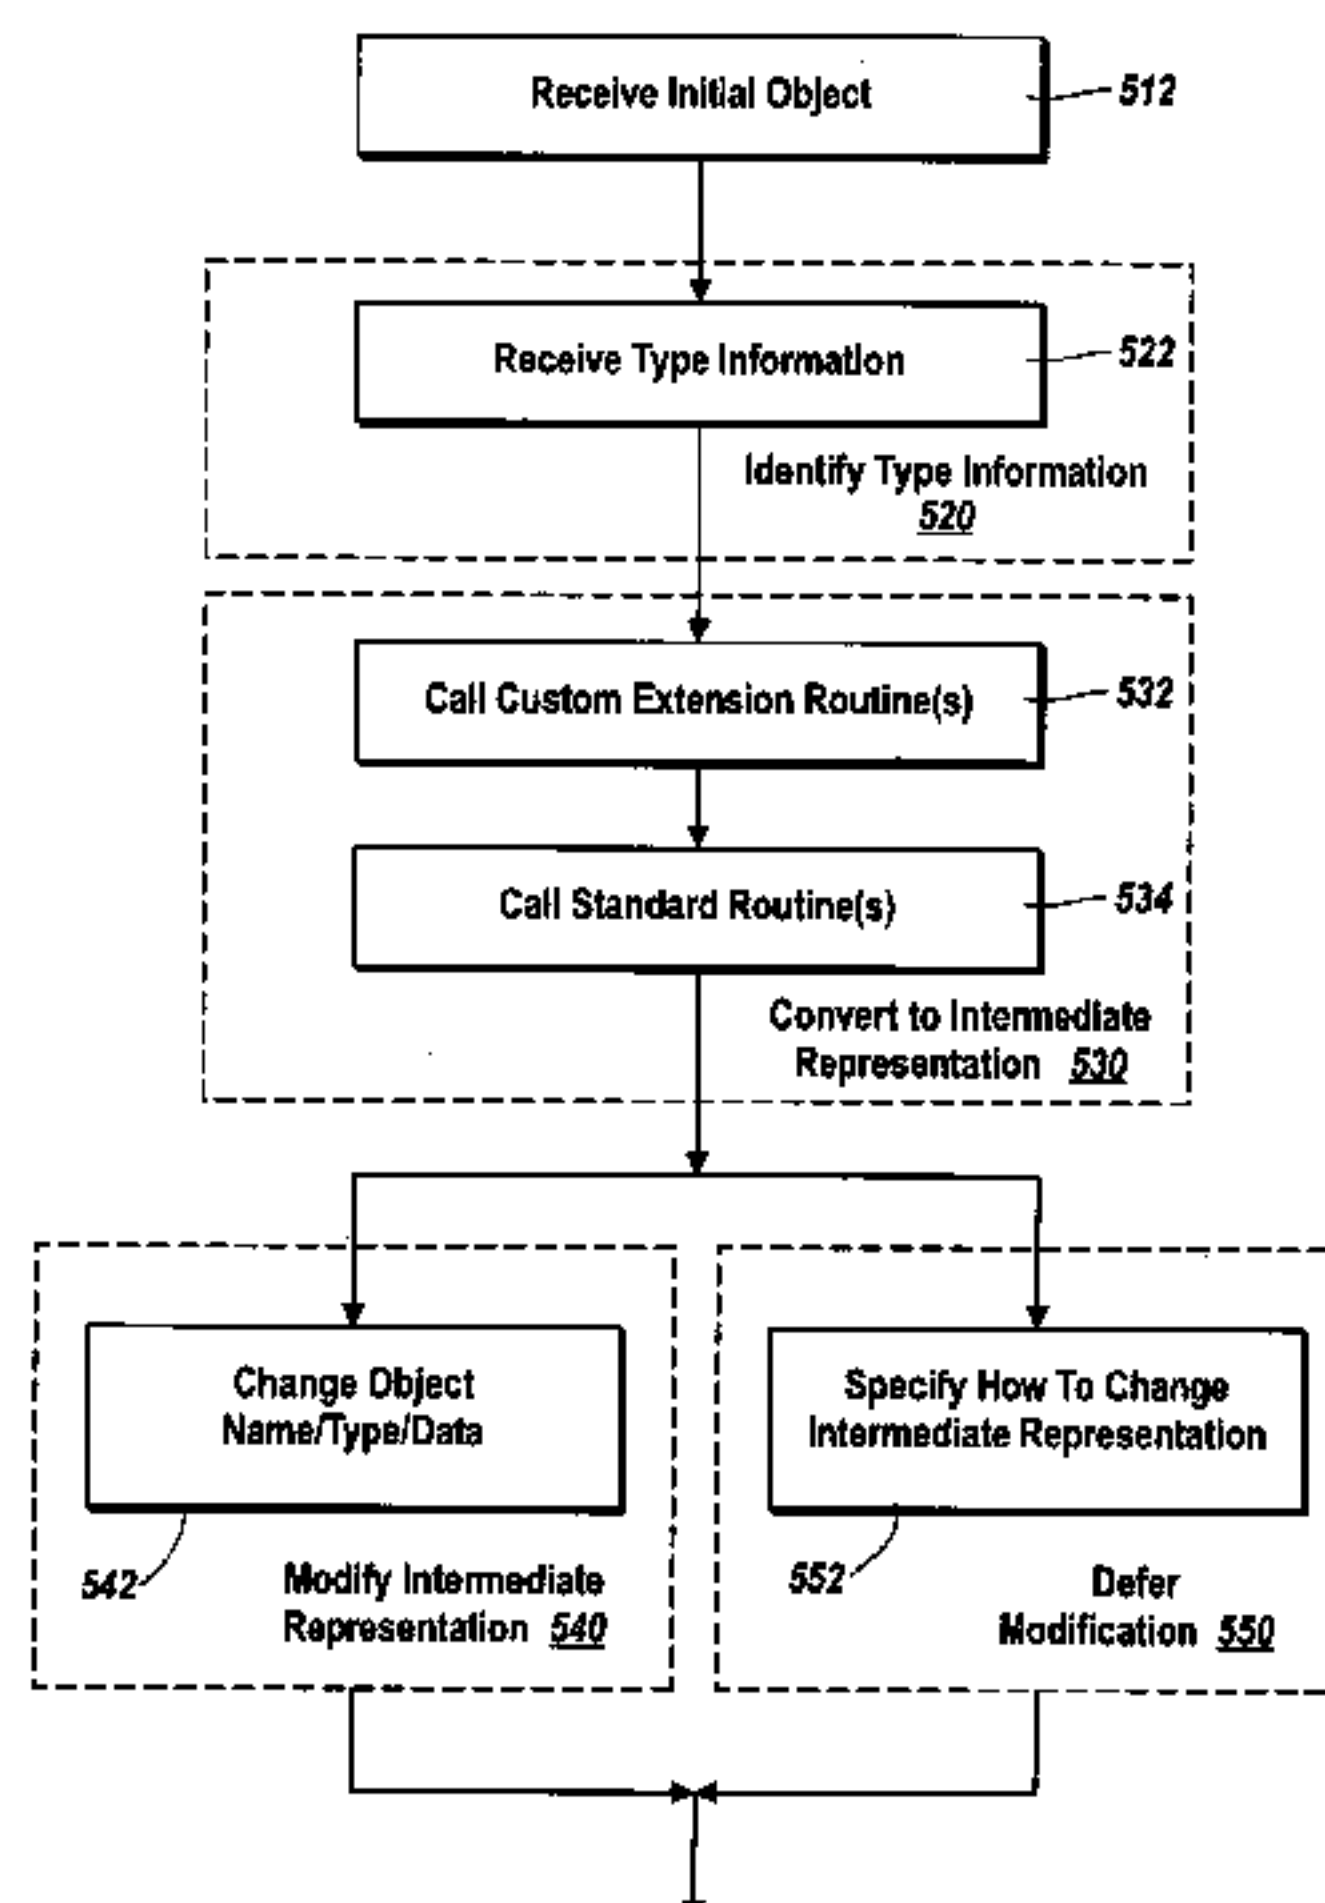 Receive Initial Object
512
Receive Type Information
522
Identify Type Information
520
Call Custom Extension Routine(s)
532
Call Standard Routine(s)
534
Convert to Intermediate
Representation 530
Change Object
Name/Type/Data
542
Modify Intermediate
Representation 540
Specify How To Change
Intermediate Representation
552
Defer
Modification 550